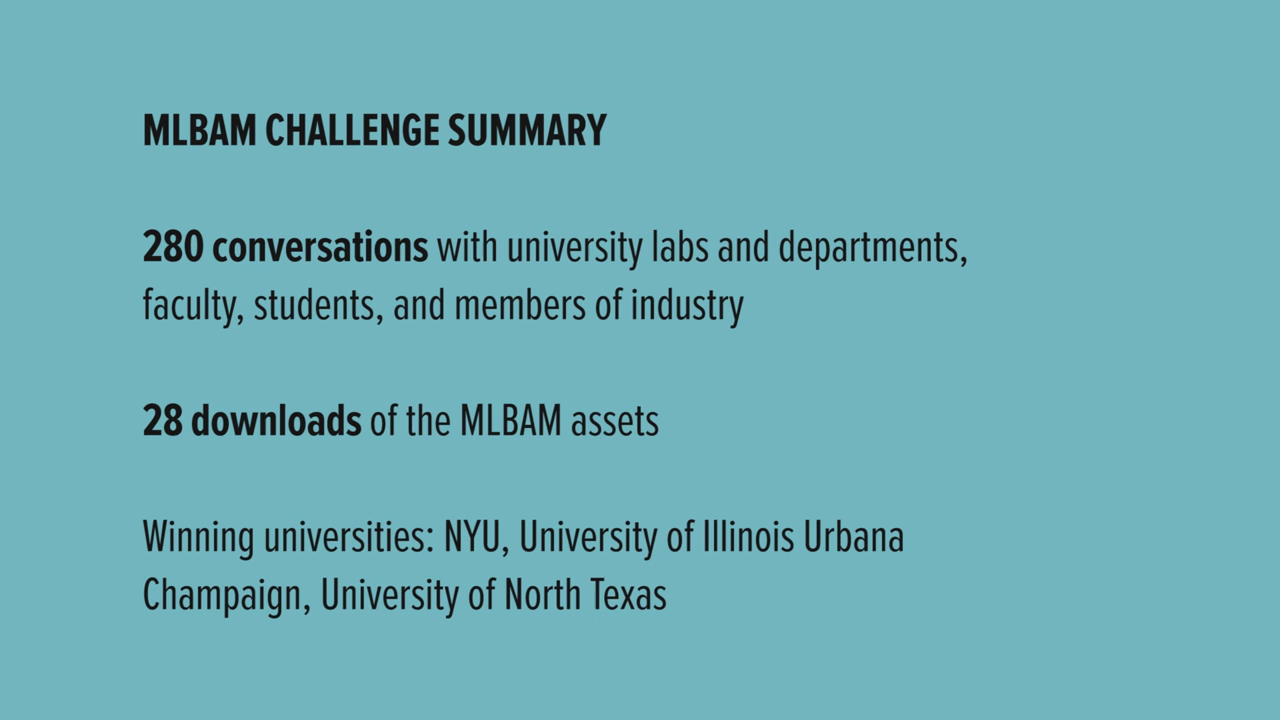 MLBAM CHALLENGE SUMMARY
280 conversations with university labs and departments,
faculty, students, and members of industry
28 downloads of the MLBAM assets
Winning universities: NYU, University of Illinois Urbana
Champaign, University of North Texas